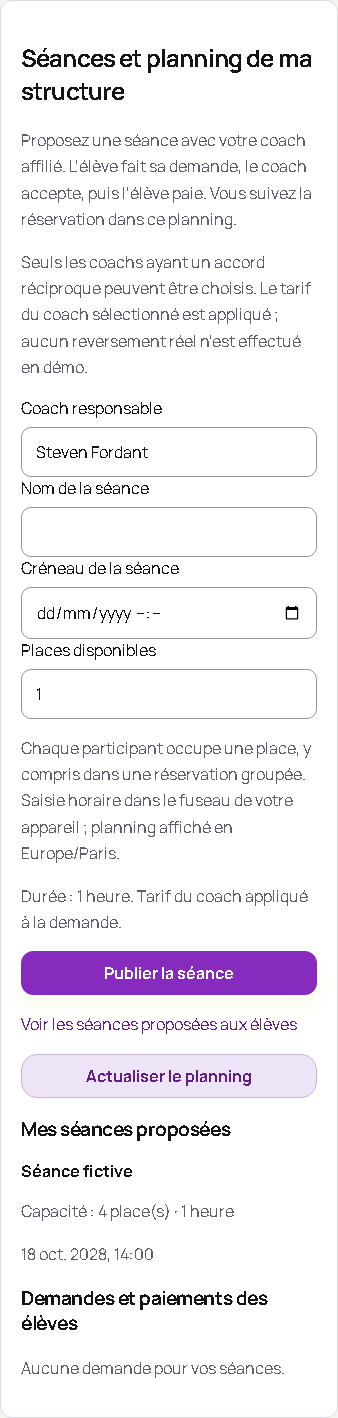 Séances et planning de ma
structure
Proposez une séance avec votre coach
affilié. L'élève fait sa demande, le coach
accepte, puis l'élève paie. Vous suivez la
réservation dans ce planning.
Seuls les coachs ayant un accord
réciproque peuvent être choisis. Le tarif
du coach sélectionné est appliqué ;
aucun reversement réel n'est effectué
en démo.
Coach responsable
Steven Fordant
Nom de la séance
Créneau de la séance
dd/mm/yyyy --:--
Places disponibles
1
Chaque participant occupe une place, y
compris dans une réservation groupée.
Saisie horaire dans le fuseau de votre
appareil ; planning affiché en
Europe/Paris.
Durée : 1 heure. Tarif du coach appliqué
à la demande.
Publier la séance
Voir les séances proposées aux élèves
Actualiser le planning
Mes séances proposées
Séance fictive
Capacité : 4 place(s) · 1 heure
18 oct. 2028, 14:00
Demandes et paiements des
élèves
Aucune demande pour vos séances.